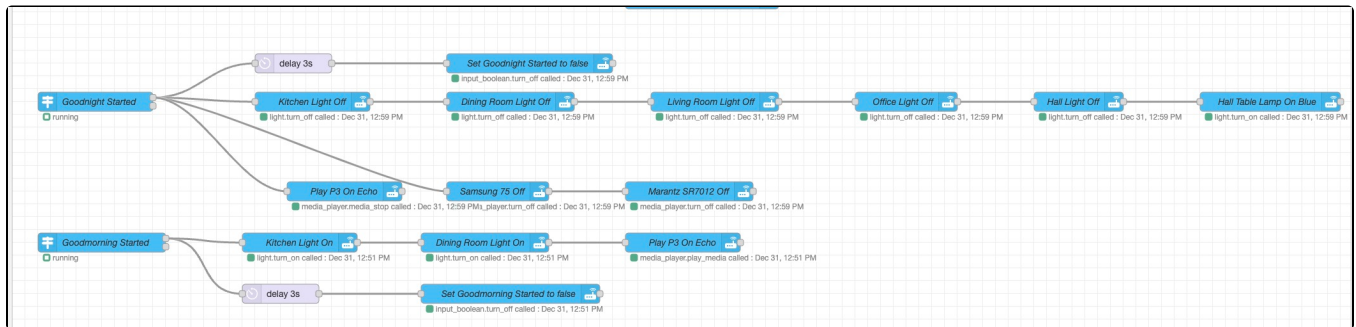 delay 3s
Set Goodnight Started to false
input_boolean.turn_off called : Dec 31, 12:59 PM
Goodnight Started
running
Kitchen Light Off
light.turn_off called : Dec 31, 12:59 PM
Dining Room Light Off
light.turn_off called : Dec 31, 12:59 PM
Living Room Light Off
light.turn_off called : Dec 31, 12:59 PM
Office Light Off
light.turn_off called : Dec 31, 12:59 PM
Hall Light Off
light.turn_off called : Dec 31, 12:59 PM
Hall Table Lamp On Blue
light.turn_on called : Dec 31, 12:59 PM
Play P3 On Echo
media_player.media_stop called : Dec 31, 12:59 PM
Samsung 75 Off
_player.turn_off called : Dec 31, 12:59 PM
Marantz SR7012 Off
media_player.turn_off called : Dec 31, 12:59 PM
Goodmorning Started
running
Kitchen Light On
light.turn_on called : Dec 31, 12:51 PM
Dining Room Light On
light.turn_on called : Dec 31, 12:51 PM
Play P3 On Echo
media_player.play_media called : Dec 31, 12:51 PM
delay 3s
Set Goodmorning Started to false
input_boolean.turn_off called : Dec 31, 12:51 PM